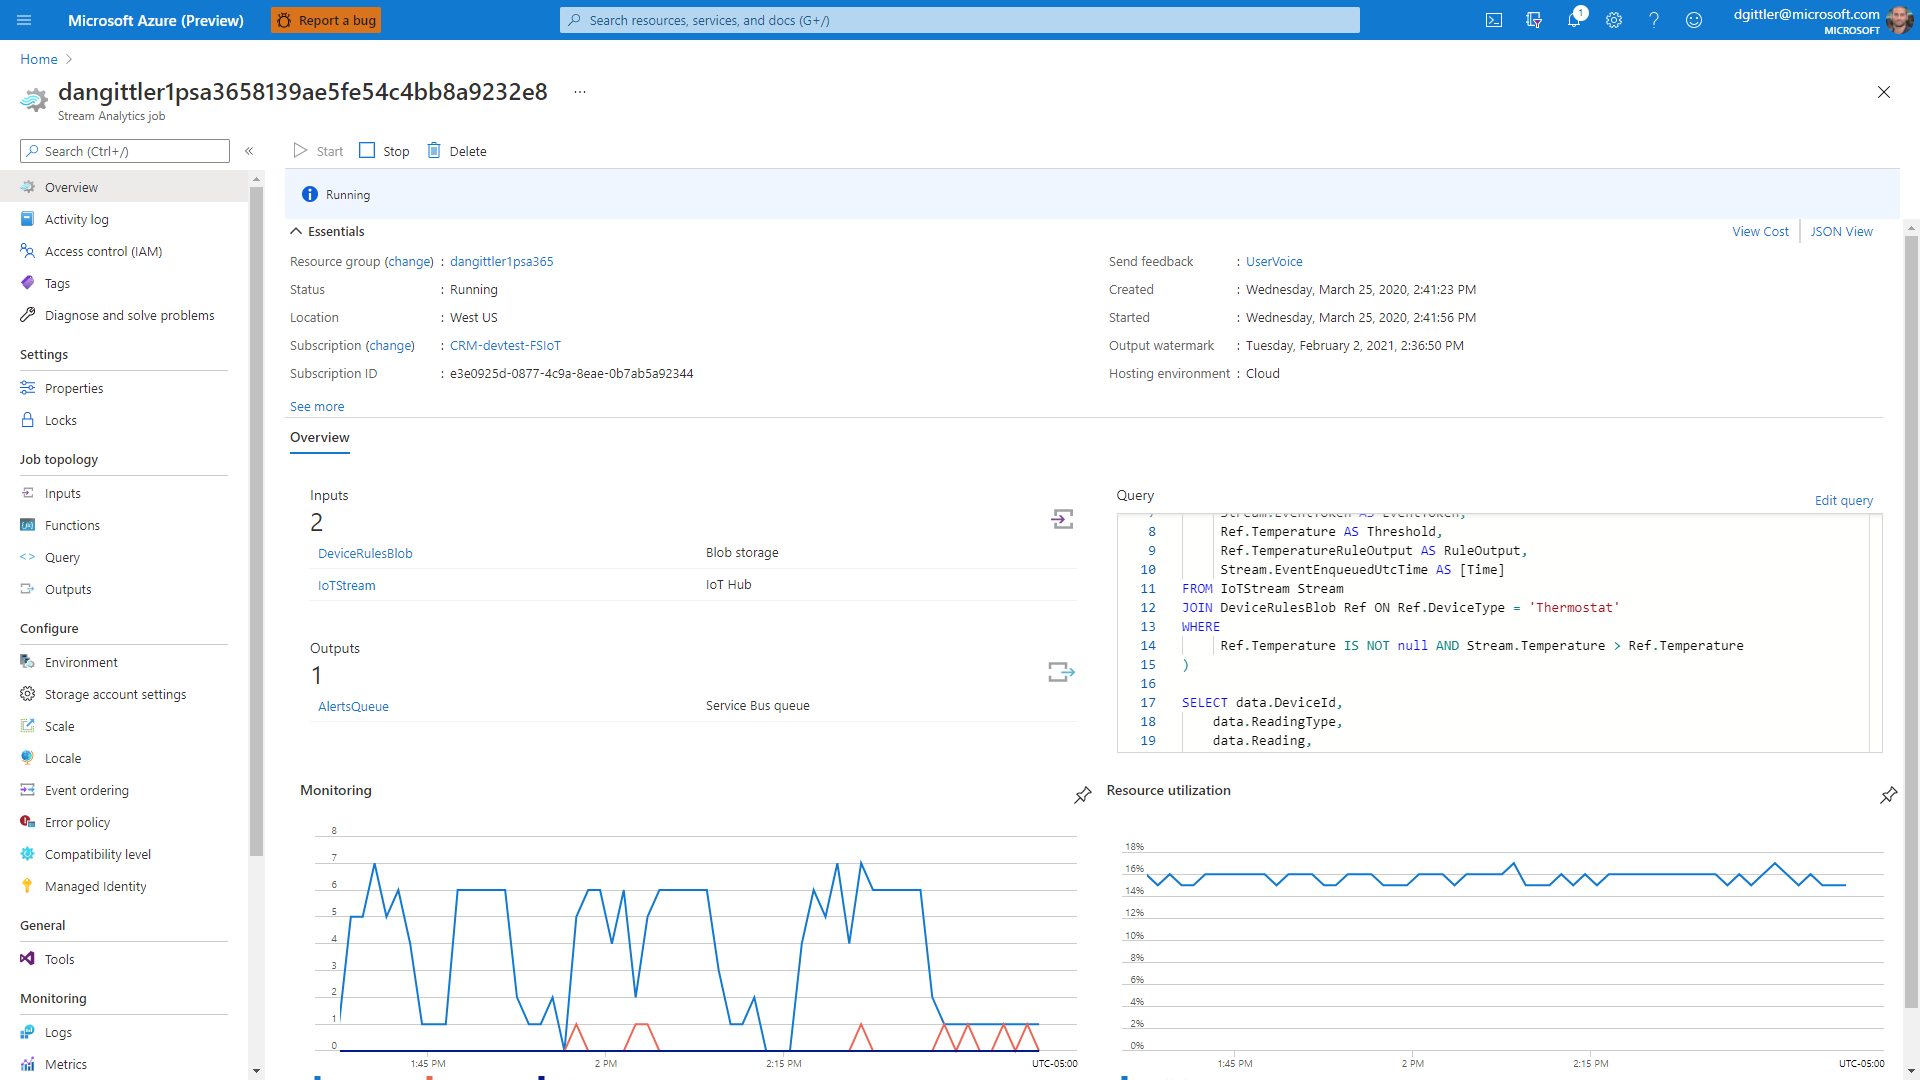 Microsoft Azure (Preview)
Report a bug
Search resources, services, and docs (G+/)
1
dgittler@microsoft.com
MICROSOFT
Home
dangittler1psa3658139ae5fe54c4bb8a9232e8
...
Stream Analytics job
Search (Ctrl+/)
«
Start
Stop
Delete
Overview
Activity log
Access control (IAM)
Tags
Diagnose and solve problems
Settings
Properties
Locks
Job topology
Inputs
Functions
Query
Outputs
Configure
Environment
Storage account settings
Scale
Locale
Event ordering
Error policy
Compatibility level
Managed Identity
General
Tools
Monitoring
Logs
Metrics
Running
Essentials
View Cost
JSON View
Resource group (change) : dangittler1psa365
Status : Running
Location : West US
Subscription (change) : CRM-devtest-FSIoT
Subscription ID : e3e0925d-0877-4c9a-8eae-0b7ab5a92344
See more
Send feedback : UserVoice
Created : Wednesday, March 25, 2020, 2:41:23 PM
Started : Wednesday, March 25, 2020, 2:41:56 PM
Output watermark : Tuesday, February 2, 2021, 2:36:50 PM
Hosting environment : Cloud
Overview
Inputs
2
DeviceRulesBlob Blob storage
IoTStream IoT Hub
Outputs
1
AlertsQueue Service Bus queue
Query
Edit query
7 Stream.EventToken AS EventToken,
8 Ref.Temperature AS Threshold,
9 Ref.TemperatureRuleOutput AS RuleOutput,
10 Stream.EventEnqueuedUtcTime AS [Time]
11 FROM IoTStream Stream
12 JOIN DeviceRulesBlob Ref ON Ref.DeviceType = 'Thermostat'
13 WHERE
14 Ref.Temperature IS NOT null AND Stream.Temperature > Ref.Temperature
15 )
16
17 SELECT data.DeviceId,
18 data.ReadingType,
19 data.Reading,
Monitoring
8
7
6
5
4
3
2
1
0
1:45 PM
2 PM
2:15 PM
UTC-05:00
Resource utilization
18%
16%
14%
12%
10%
8%
6%
4%
2%
0%
1:45 PM
2 PM
2:15 PM
UTC-05:00